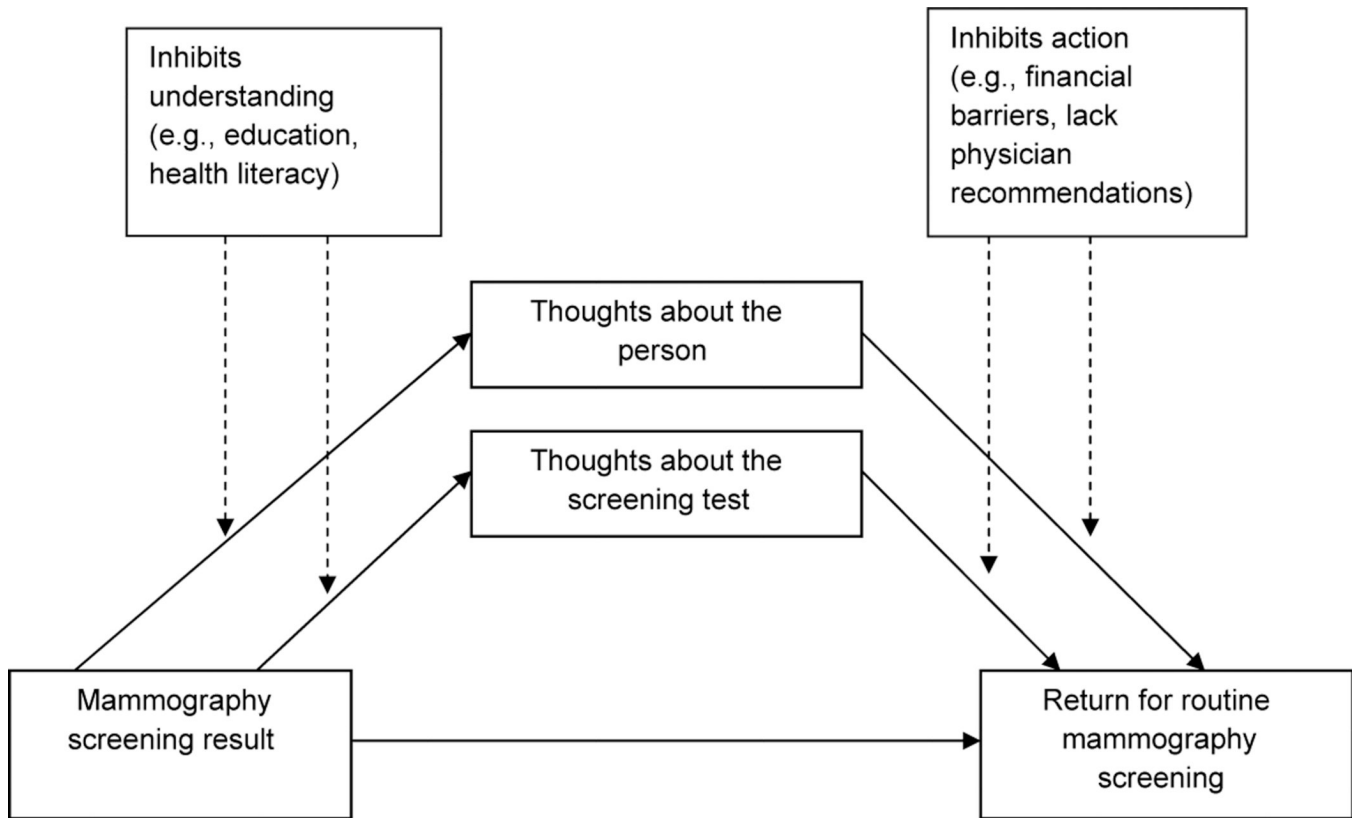 Inhibits
understanding
(e.g., education,
health literacy)
Inhibits action
(e.g., financial
barriers, lack
physician
recommendations)
Thoughts about the
person
Thoughts about the
screening test
Mammography
screening result
Return for routine
mammography
screening